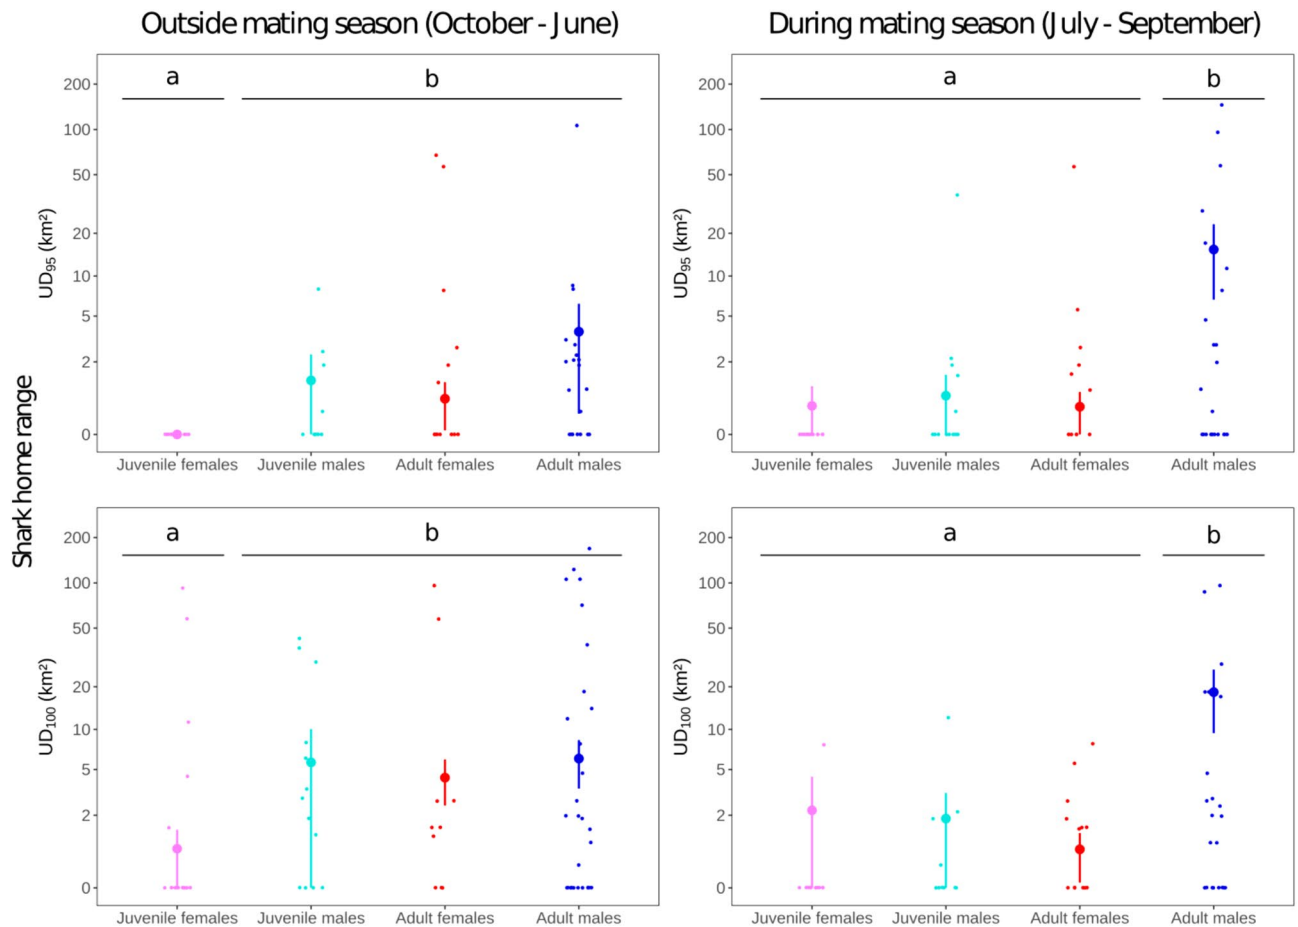 Outside mating season (October - June)
During mating season (July - September)
Shark home range
UD95 (km²)
200
100
50
20
10
5
2
0
a
b
Juvenile females
Juvenile males
Adult females
Adult males
UD95 (km²)
200
100
50
20
10
5
2
0
a
b
Juvenile females
Juvenile males
Adult females
Adult males
UD100 (km²)
200
100
50
20
10
5
2
0
a
b
Juvenile females
Juvenile males
Adult females
Adult males
UD100 (km²)
200
100
50
20
10
5
2
0
a
b
Juvenile females
Juvenile males
Adult females
Adult males